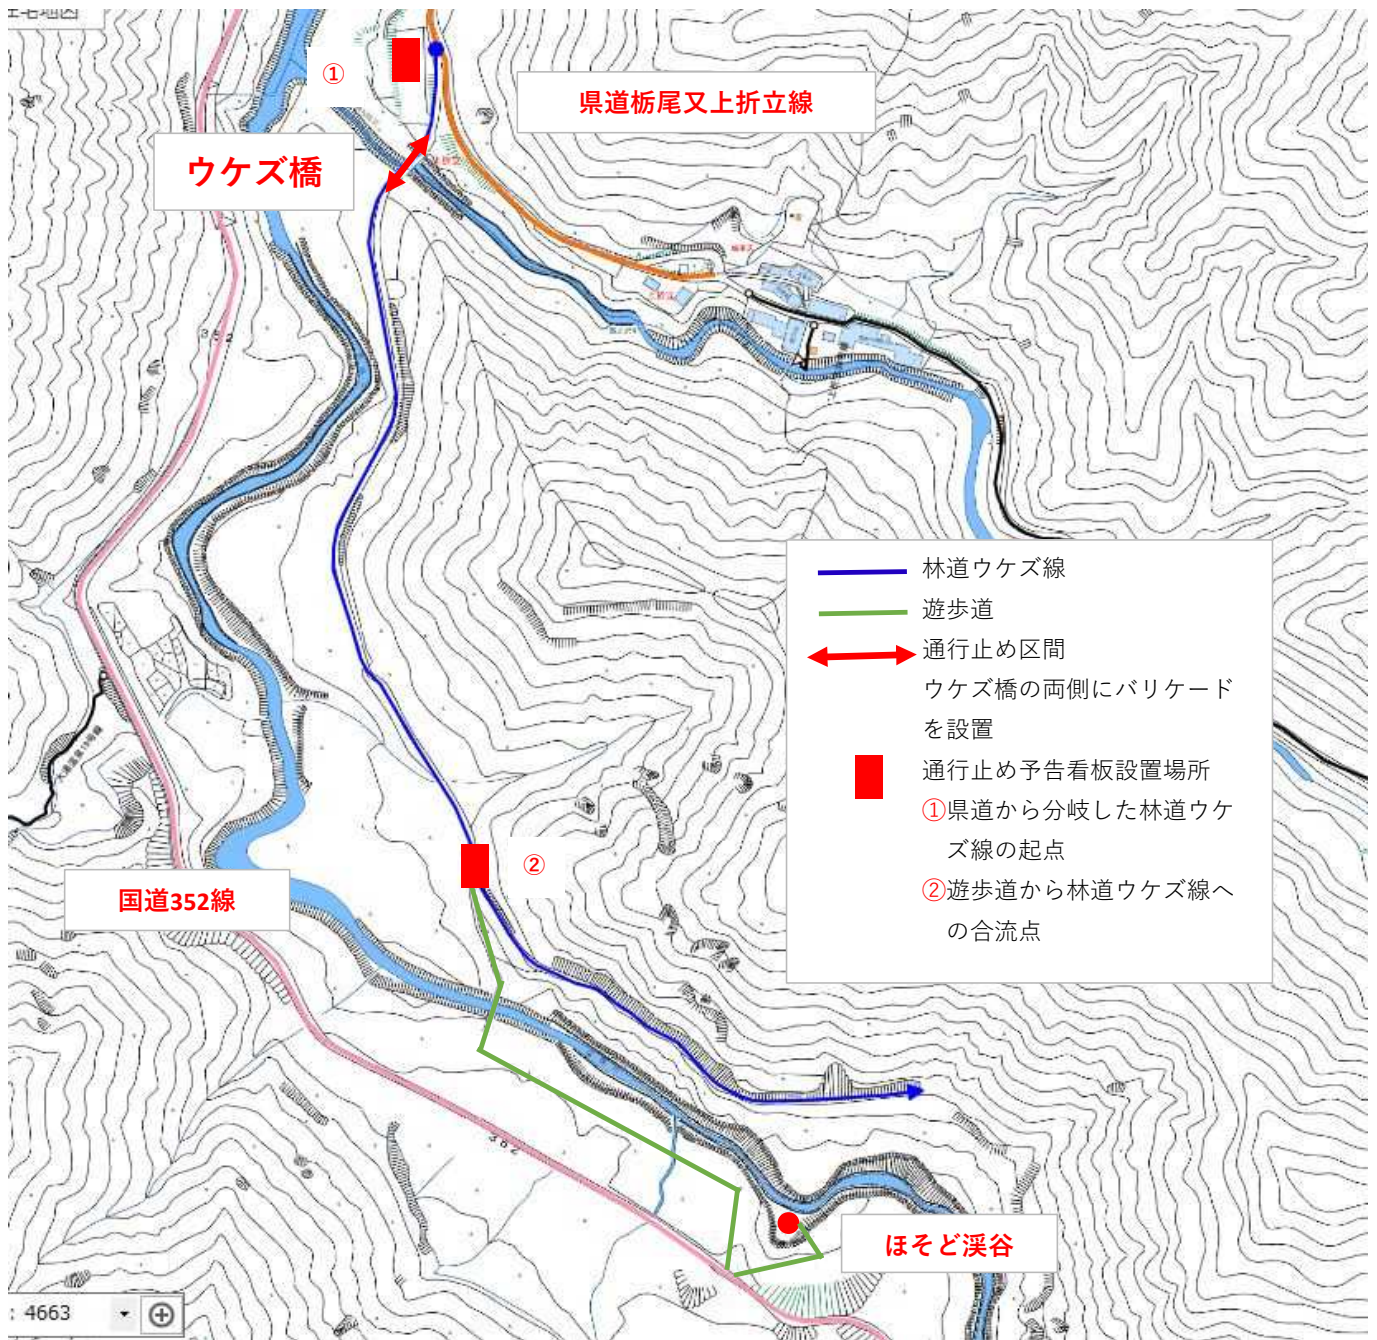 ①
県道栃尾又上折立線
ウケズ橋
352
林道ウケズ線
遊歩道
通行止め区間
ウケズ橋の両側にバリケード
を設置
通行止め予告看板設置場所
①県道から分岐した林道ウケ
ズ線の起点
②遊歩道から林道ウケズ線へ
の合流点
②
国道352線
352
ほそど渓谷
: 4663